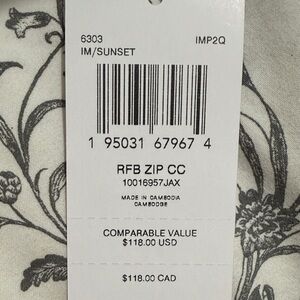 6303 IMP2Q
IM/SUNSET
1 95031 67967 4
RFB ZIP CC
10016957JAX
MADE IN CAMBODIA
CAMBODGE
COMPARABLE VALUE
$118.00 USD
$118.00 CAD